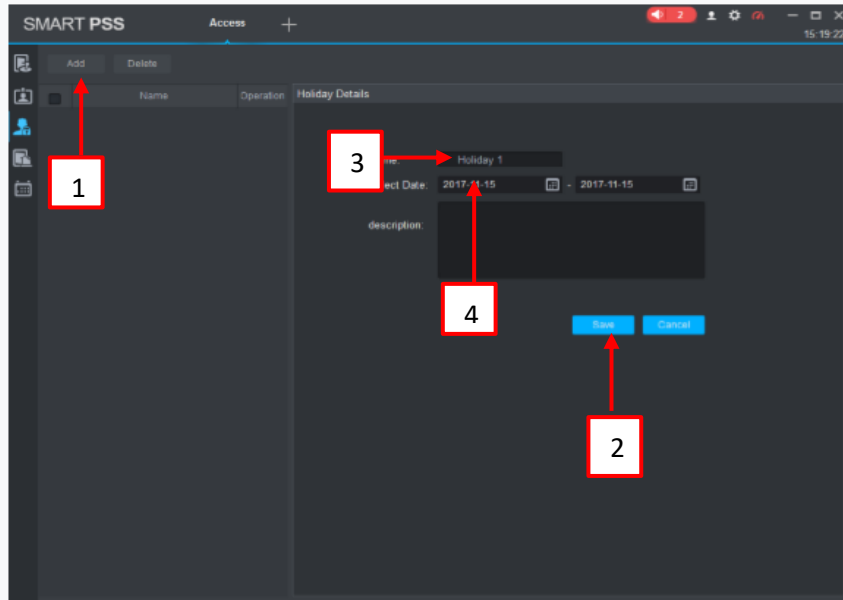 SMART PSS Access + 2
15:19:22
Add Delete
Name Operation Holiday Details
3 me: Holiday 1
1 ect Date: 2017-11-15 - 2017-11-15
description:
4 Save Cancel
2